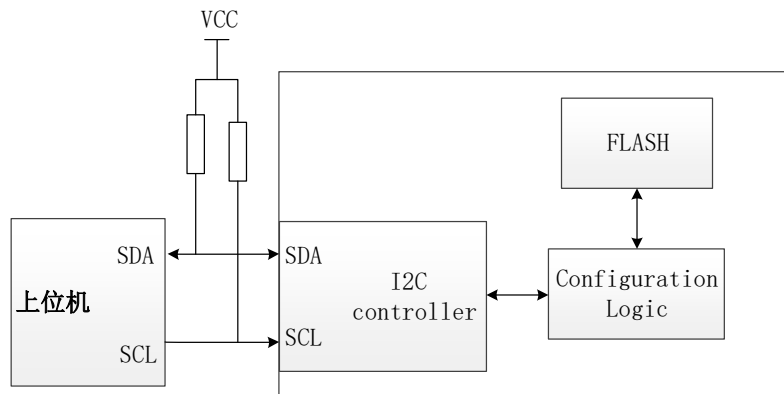 VCC
FLASH
SDA
SDA
上位机
I2C
controller
Configuration
Logic
SCL
SCL